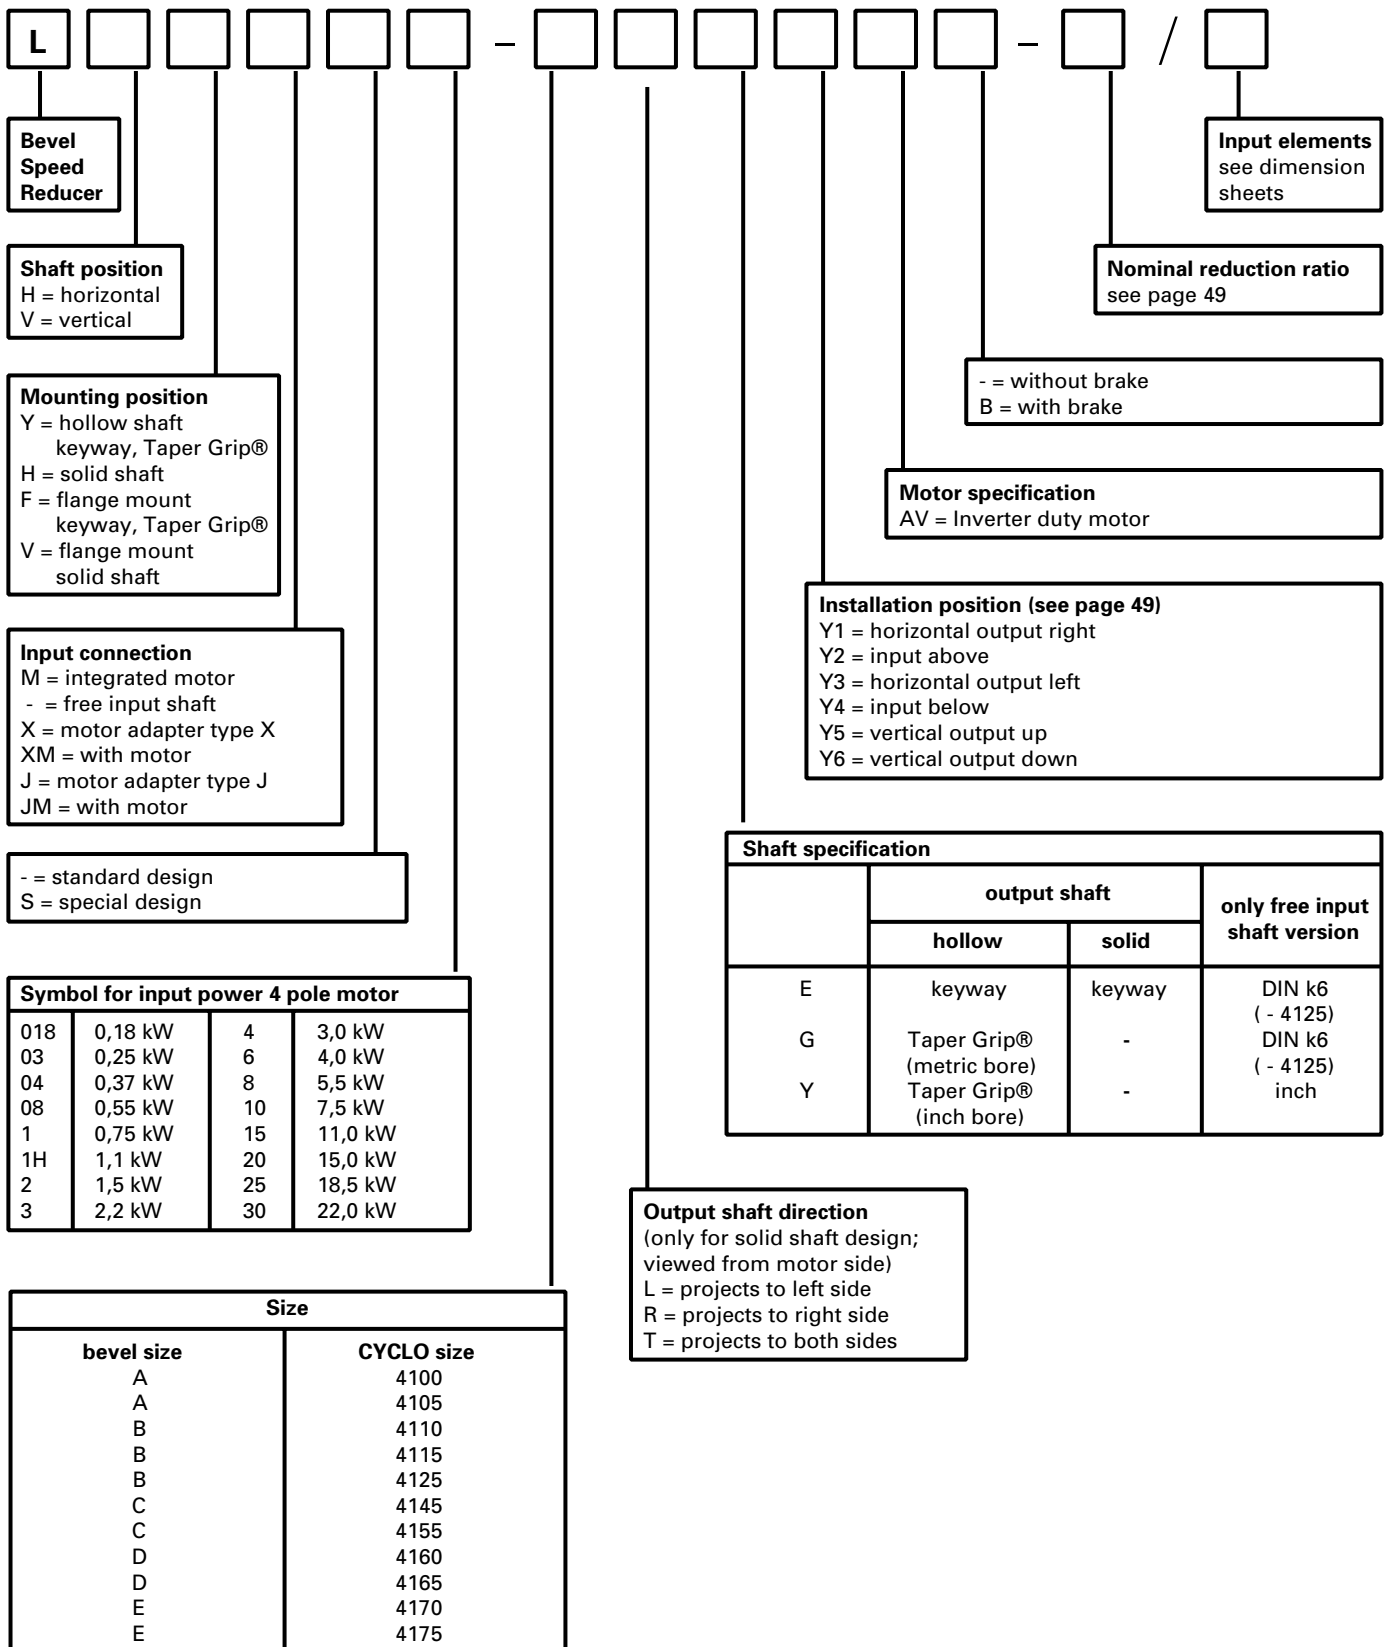 L – – /
Bevel
Speed
Reducer
Input elements
see dimension
sheets
Shaft position
H = horizontal
V = vertical
Nominal reduction ratio
see page 49
Mounting position
Y = hollow shaft
keyway, Taper Grip®
H = solid shaft
F = flange mount
keyway, Taper Grip®
V = flange mount
solid shaft
- = without brake
B = with brake
Motor specification
AV = Inverter duty motor
Installation position (see page 49)
Y1 = horizontal output right
Y2 = input above
Y3 = horizontal output left
Y4 = input below
Y5 = vertical output up
Y6 = vertical output down
Input connection
M = integrated motor
- = free input shaft
X = motor adapter type X
XM = with motor
J = motor adapter type J
JM = with motor
- = standard design
S = special design
Shaft specification
output shaft
only free input
shaft version
hollow solid
E keyway keyway DIN k6
( - 4125)
G Taper Grip® - DIN k6
(metric bore) ( - 4125)
Y Taper Grip® - inch
(inch bore)
Symbol for input power 4 pole motor
018 0,18 kW 4 3,0 kW
03 0,25 kW 6 4,0 kW
04 0,37 kW 8 5,5 kW
08 0,55 kW 10 7,5 kW
1 0,75 kW 15 11,0 kW
1H 1,1 kW 20 15,0 kW
2 1,5 kW 25 18,5 kW
3 2,2 kW 30 22,0 kW
Output shaft direction
(only for solid shaft design;
viewed from motor side)
L = projects to left side
R = projects to right side
T = projects to both sides
Size
bevel size CYCLO size
A 4100
A 4105
B 4110
B 4115
B 4125
C 4145
C 4155
D 4160
D 4165
E 4170
E 4175